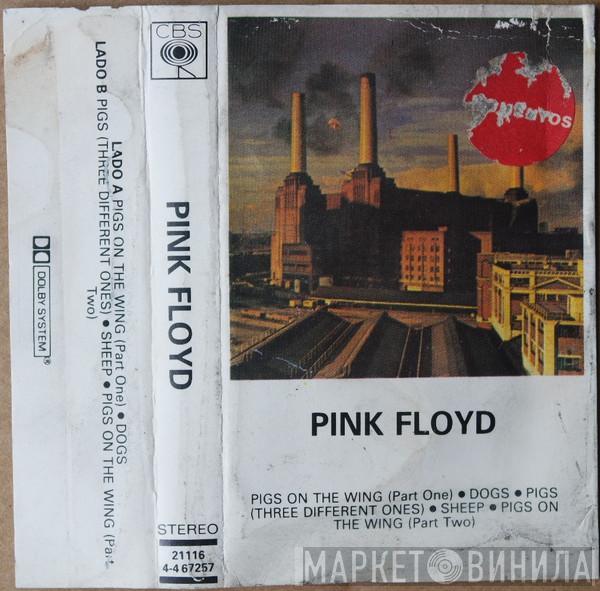 LADO B PIGS (THREE DIFFERENT ONES) • SHEEP • PIGS ON THE WING (Part
Two)
LADO A PIGS ON THE WING (Part One) • DOGS
DOLBY SYSTEM®
CBS
PINK FLOYD
STEREO
21116
4-4 67257
PINK FLOYD
PIGS ON THE WING (Part One) • DOGS • PIGS
(THREE DIFFERENT ONES) • SHEEP • PIGS ON
THE WING (Part Two)
МАРКЕТ ВИНИЛА